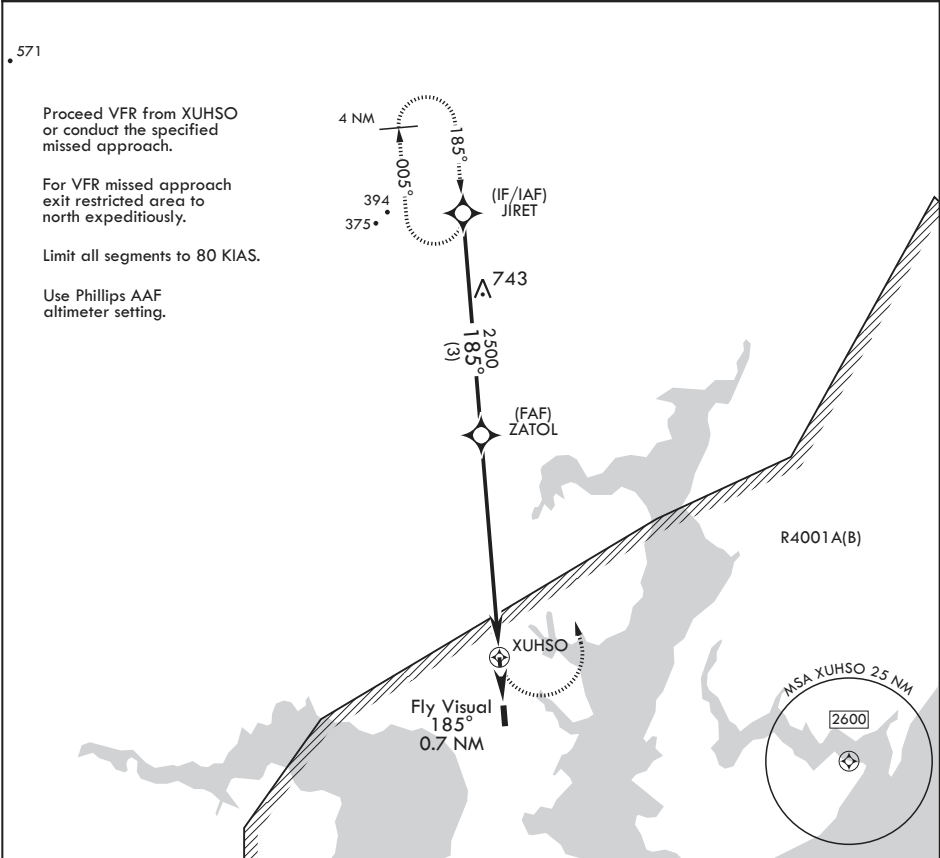 571
Proceed VFR from XUHSO
or conduct the specified
missed approach.
For VFR missed approach
exit restricted area to
north expeditiously.
Limit all segments to 80 KIAS.
Use Phillips AAF
altimeter setting.
4 NM
185°
005°
394
375
(IF/IAF)
JIRET
743
2500
185°
(3)
(FAF)
ZATOL
R4001A(B)
XUHSO
Fly Visual
185°
0.7 NM
MSA XUHSO 25 NM
2600